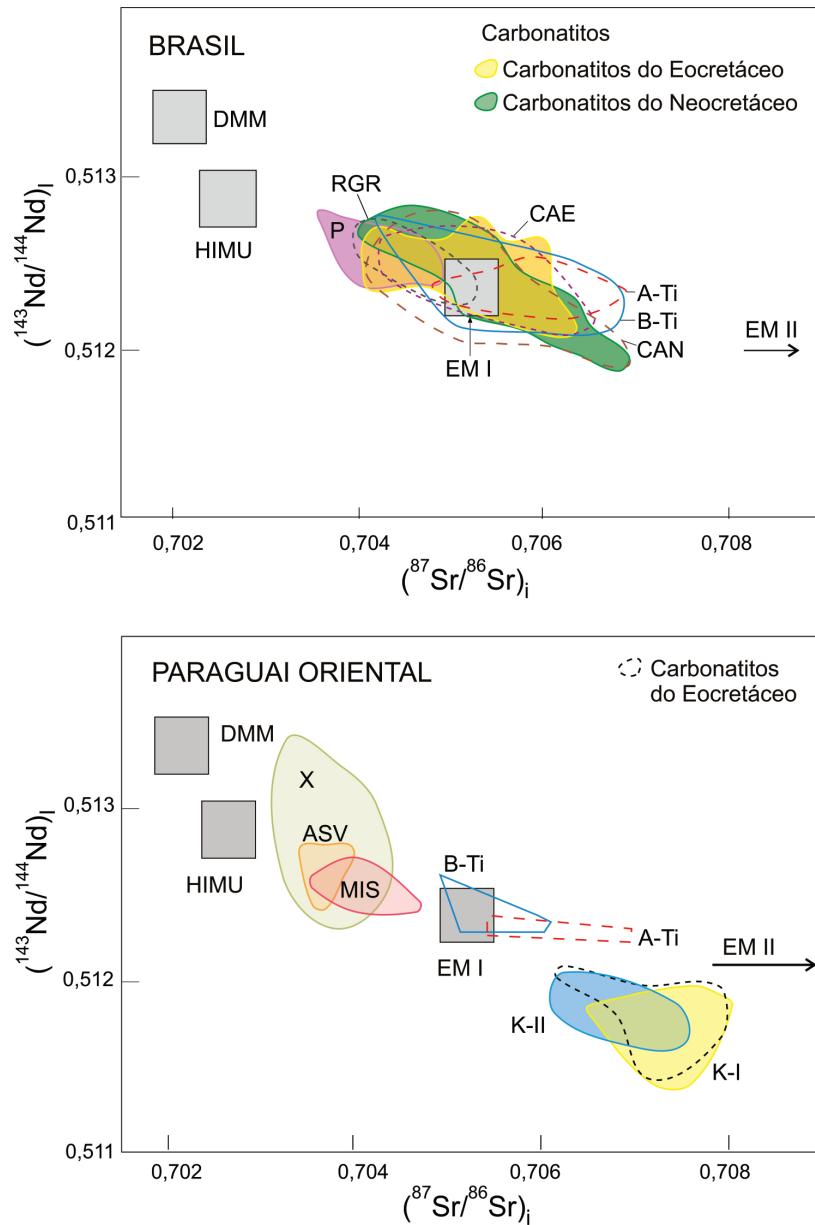 BRASIL
Carbonatitos
Carbonatitos do Eocretáceo
Carbonatitos do Neocretáceo
DMM
HIMU
0,513
RGR
P
CAE
A-Ti
B-Ti
CAN
EM I
EM II
0,512
0,511
(¹⁴³Nd/¹⁴⁴Nd)I
0,702
0,704
0,706
0,708
(⁸⁷Sr/⁸⁶Sr)i
PARAGUAI ORIENTAL
Carbonatitos
do Eocretáceo
DMM
X
0,513
ASV
HIMU
MIS
B-Ti
A-Ti
EM I
EM II
0,512
K-II
K-I
0,511
(¹⁴³Nd/¹⁴⁴Nd)I
0,702
0,704
0,706
0,708
(⁸⁷Sr/⁸⁶Sr)i